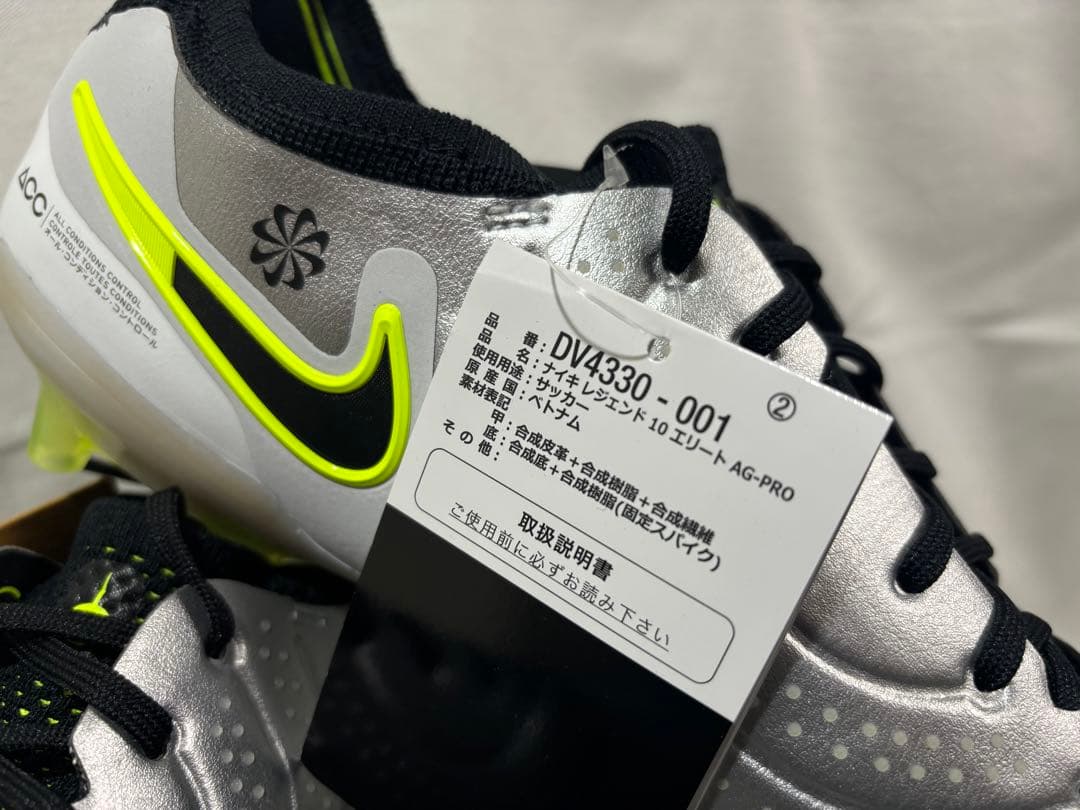 ACC
ALL CONDITIONS CONTROL
CONTROLE TOUTES CONDITIONS
オール・コンディション・コントロール
②
品番:DV4330-001
品名:ナイキ レジェンド 10 エリート AG-PRO
使用用途:サッカー
原産国:ベトナム
素材表記
甲:合成皮革+合成樹脂+合成繊維
底:合成底+合成樹脂(固定スパイク)
その他:
取扱説明書
ご使用前に必ずお読み下さい